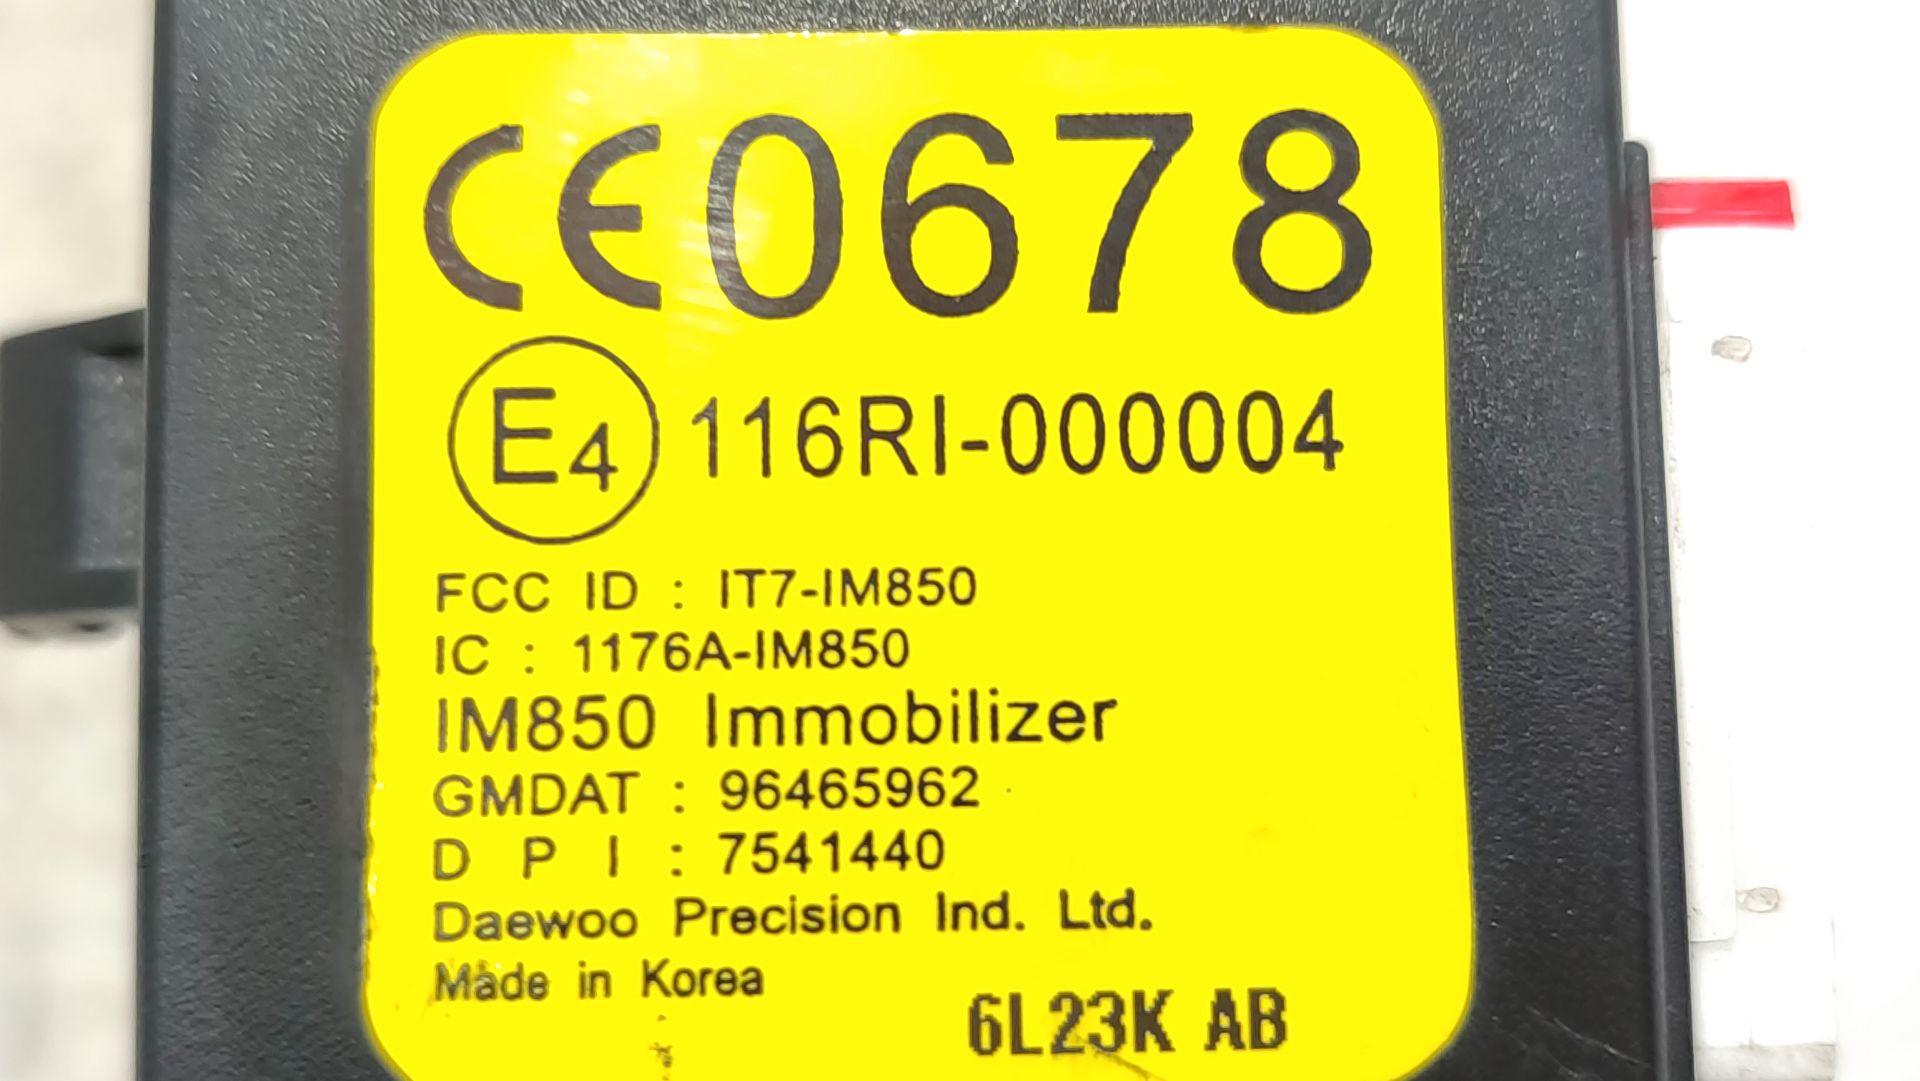 CE0678
E4 116RI-000004
FCC ID : IT7-IM850
IC : 1176A-IM850
IM850 Immobilizer
GMDAT : 96465962
D P I : 7541440
Daewoo Precision Ind. Ltd.
Made in Korea
6L23K AB